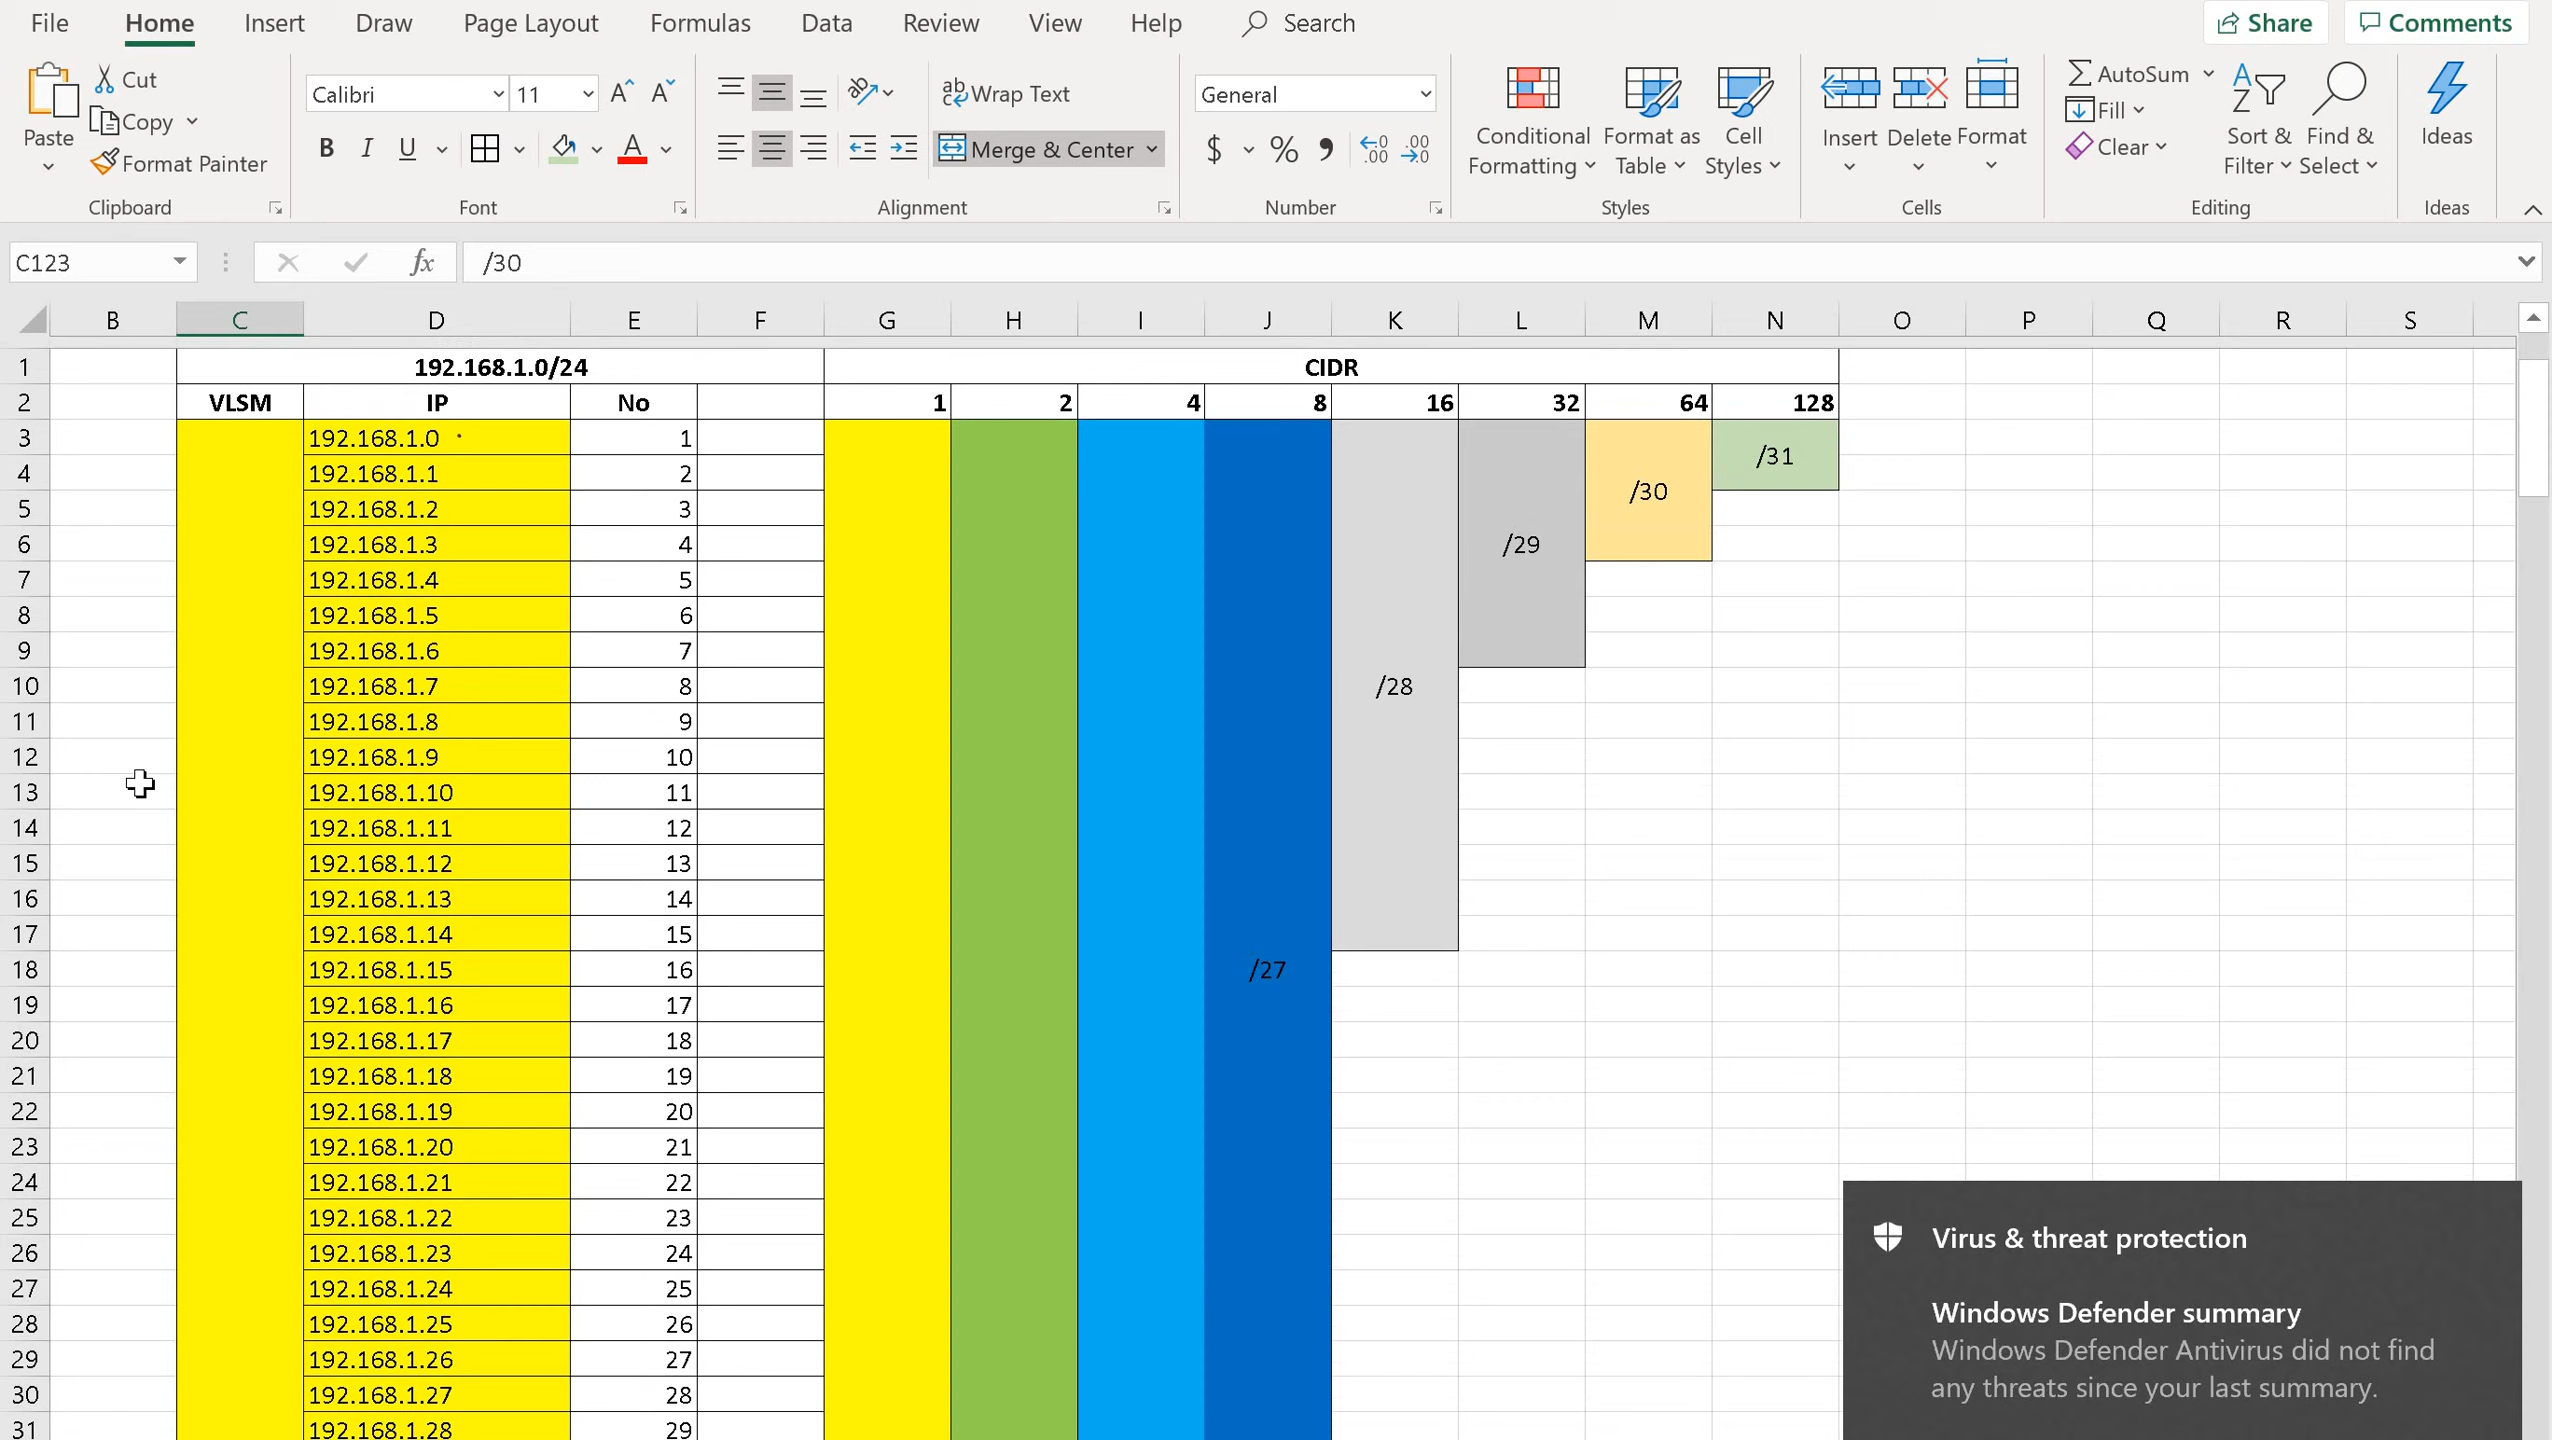 File Home Insert Draw Page Layout Formulas Data Review View Help Search Share Comments
Paste Cut Copy Format Painter Clipboard
Calibri 11 B I U A Font
Wrap Text Merge & Center Alignment
General $ % Number
Conditional Formatting Format as Table Cell Styles Styles
Insert Delete Format Cells
AutoSum Fill Clear Sort & Filter Find & Select Editing
Ideas Ideas
C123 fx /30
B C D E F G H I J K L M N O P Q R S
1 192.168.1.0/24 CIDR
2 VLSM IP No 1 2 4 8 16 32 64 128
3 192.168.1.0 1
/31
4 192.168.1.1 2
/30
5 192.168.1.2 3
6 192.168.1.3 4 /29
7 192.168.1.4 5
8 192.168.1.5 6
9 192.168.1.6 7
10 192.168.1.7 8 /28
11 192.168.1.8 9
12 192.168.1.9 10
13 192.168.1.10 11
14 192.168.1.11 12
15 192.168.1.12 13
16 192.168.1.13 14
17 192.168.1.14 15
18 192.168.1.15 16 /27
19 192.168.1.16 17
20 192.168.1.17 18
21 192.168.1.18 19
22 192.168.1.19 20
23 192.168.1.20 21
24 192.168.1.21 22
25 192.168.1.22 23
26 192.168.1.23 24
27 192.168.1.24 25
28 192.168.1.25 26
29 192.168.1.26 27
30 192.168.1.27 28
31 192.168.1.28 29
Virus & threat protection
Windows Defender summary
Windows Defender Antivirus did not find
any threats since your last summary.